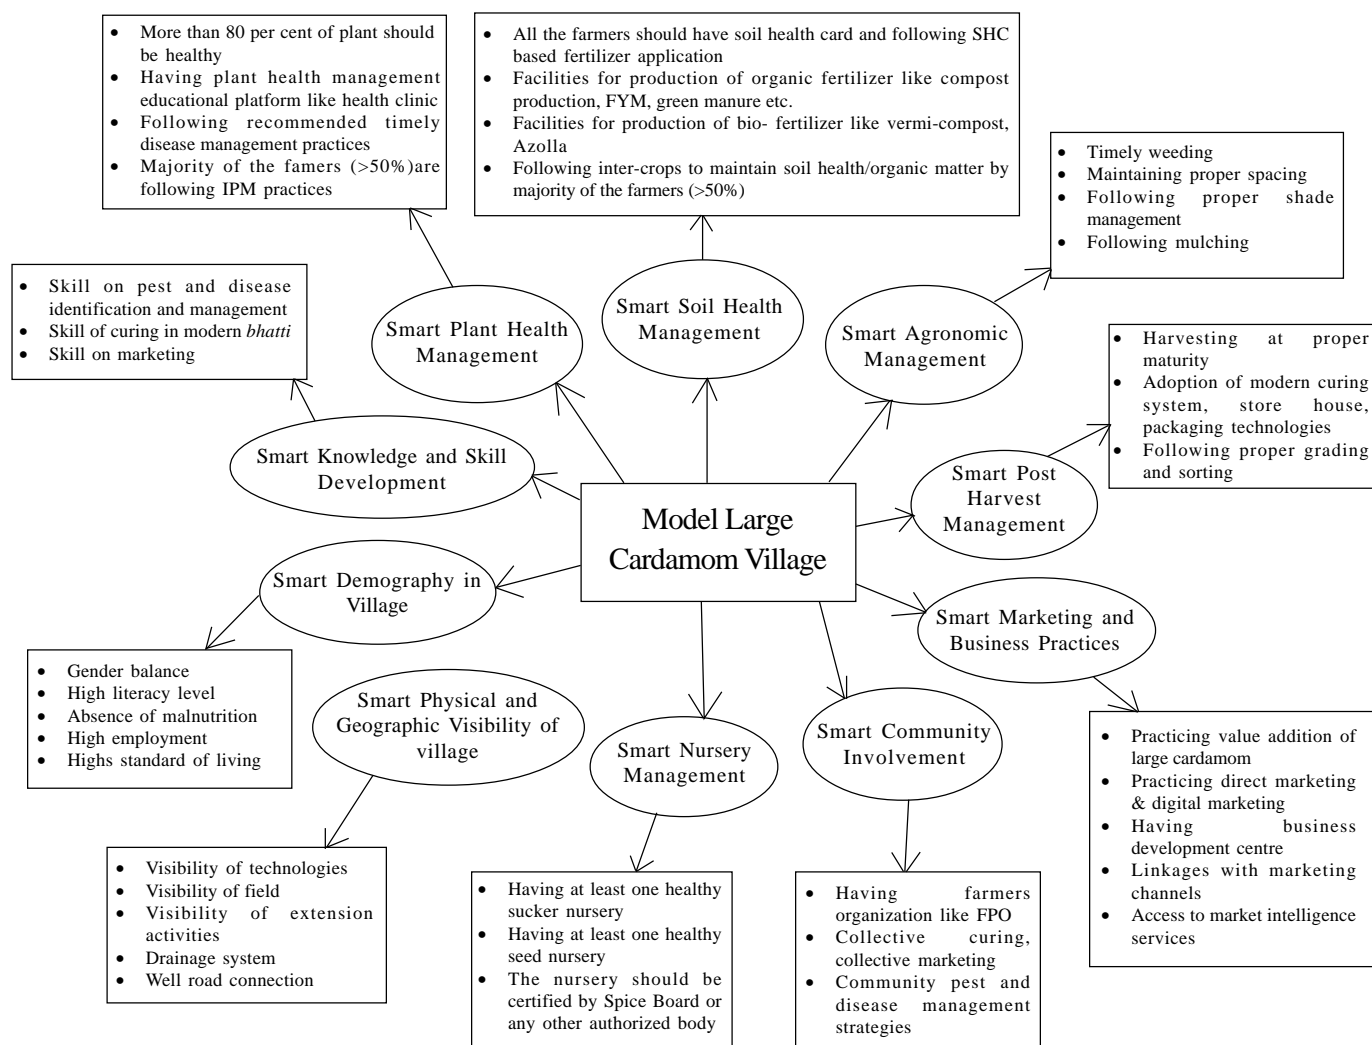 • More than 80 per cent of plant should
be healthy
• Having plant health management
educational platform like health clinic
• Following recommended timely
disease management practices
• Majority of the famers (>50%)are
following IPM practices
• All the farmers should have soil health card and following SHC
based fertilizer application
• Facilities for production of organic fertilizer like compost
production, FYM, green manure etc.
• Facilities for production of bio- fertilizer like vermi-compost,
Azolla
• Following inter-crops to maintain soil health/organic matter by
majority of the farmers (>50%)
• Timely weeding
• Maintaining proper spacing
• Following proper shade
management
• Following mulching
• Skill on pest and disease
identification and management
• Skill of curing in modern bhatti
• Skill on marketing
Smart Plant Health
Management
Smart Soil Health
Management
Smart Agronomic
Management
• Harvesting at proper
maturity
• Adoption of modern curing
system, store house,
packaging technologies
• Following proper grading
and sorting
Smart Knowledge and Skill
Development
Smart Post
Harvest
Management
Model Large
Cardamom Village
Smart Demography in
Village
Smart Marketing and
Business Practices
• Gender balance
• High literacy level
• Absence of malnutrition
• High employment
• Highs standard of living
Smart Physical and
Geographic Visibility of
village
Smart Nursery
Management
Smart Community
Involvement
• Practicing value addition of
large cardamom
• Practicing direct marketing
& digital marketing
• Having business
development centre
• Linkages with marketing
channels
• Access to market intelligence
services
• Visibility of technologies
• Visibility of field
• Visibility of extension
activities
• Drainage system
• Well road connection
• Having at least one healthy
sucker nursery
• Having at least one healthy
seed nursery
• The nursery should be
certified by Spice Board or
any other authorized body
• Having farmers
organization like FPO
• Collective curing,
collective marketing
• Community pest and
disease management
strategies